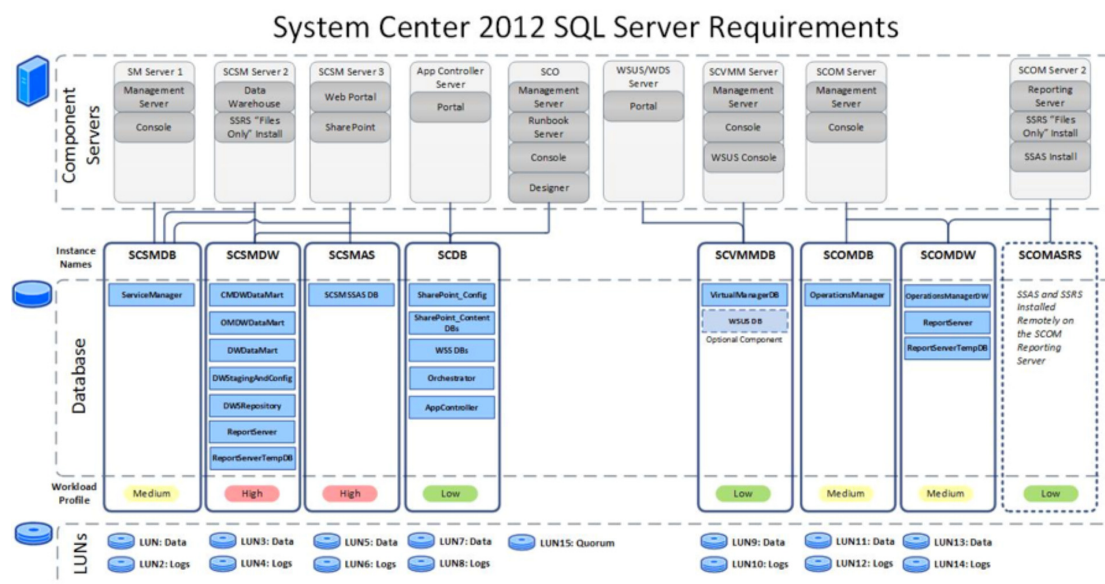 System Center 2012 SQL Server Requirements
Component
Servers
SM Server 1
Management
Server
Console
SCSM Server 2
Data
Warehouse
SSRS "Files
Only" Install
SCSM Server 3
Web Portal
SharePoint
App Controller
Server
Portal
SCO
Management
Server
Runbook
Server
Console
Designer
WSUS/WDS
Server
Portal
SCVMM Server
Management
Server
Console
WSUS Console
SCOM Server
Management
Server
Console
SCOM Server 2
Reporting
Server
SSRS "Files
Only" Install
SSAS Install
Instance
Names
SCSMDB
SCSMDW
SCSMAS
SCDB
SCVMMDB
SCOMDB
SCOMDW
SCOMASRS
Database
ServiceManager
CMDWDataMart
OMDWDataMart
DWDataMart
DWStagingAndConfig
DWSRepository
ReportServer
ReportServerTempDB
SCSMSSAS DB
SharePoint_Config
SharePoint_Content
DBs
WSS DBs
Orchestrator
AppController
VirtualManagerDB
WSUS DB
Optional Component
OperationsManager
OperationsManagerDW
ReportServer
ReportServerTempDB
SSAS and SSRS
Installed
Remotely on
the SCOM
Reporting
Server
Workload
Profile
Medium
High
High
Low
Low
Medium
Medium
Low
LUNs
LUN: Data
LUN3: Data
LUN5: Data
LUN7: Data
LUN15: Quorum
LUN9: Data
LUN11: Data
LUN13: Data
LUN2: Logs
LUN4: Logs
LUN6: Logs
LUN8: Logs
LUN10: Logs
LUN12: Logs
LUN14: Logs